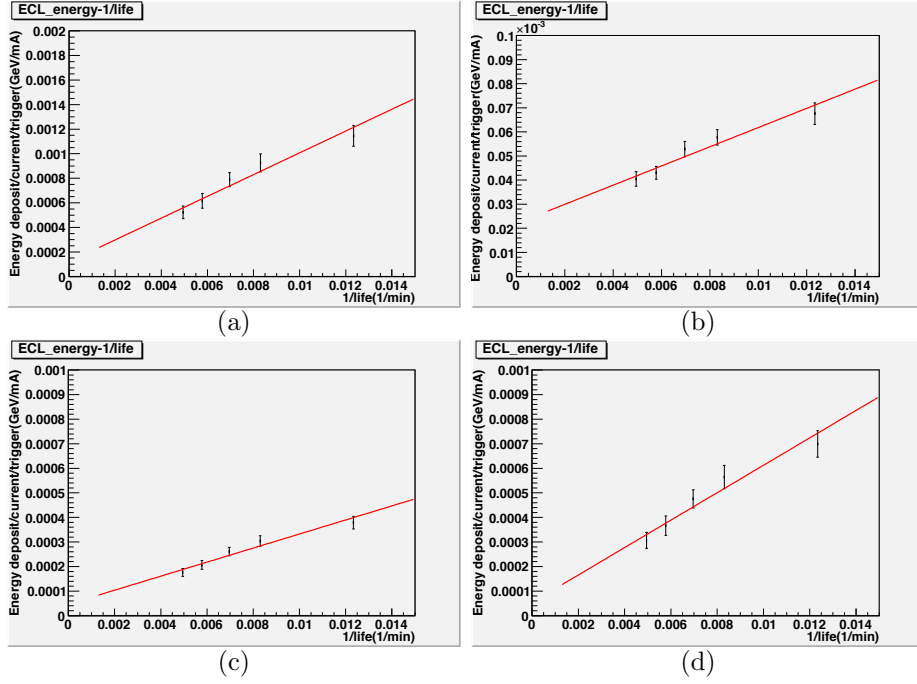 ECL_energy-1/life
Energy deposit/current/trigger(GeV/mA)
0.002
0.0018
0.0016
0.0014
0.0012
0.001
0.0008
0.0006
0.0004
0.0002
0
0 0.002 0.004 0.006 0.008 0.01 0.012 0.014
1/life(1/min)
(a)
ECL_energy-1/life
×10⁻³
Energy deposit/current/trigger(GeV/mA)
0.1
0.09
0.08
0.07
0.06
0.05
0.04
0.03
0.02
0.01
0
0 0.002 0.004 0.006 0.008 0.01 0.012 0.014
1/life(1/min)
(b)
ECL_energy-1/life
Energy deposit/current/trigger(GeV/mA)
0.001
0.0009
0.0008
0.0007
0.0006
0.0005
0.0004
0.0003
0.0002
0.0001
0
0 0.002 0.004 0.006 0.008 0.01 0.012 0.014
1/life(1/min)
(c)
ECL_energy-1/life
Energy deposit/current/trigger(GeV/mA)
0.001
0.0009
0.0008
0.0007
0.0006
0.0005
0.0004
0.0003
0.0002
0.0001
0
0 0.002 0.004 0.006 0.008 0.01 0.012 0.014
1/life(1/min)
(d)